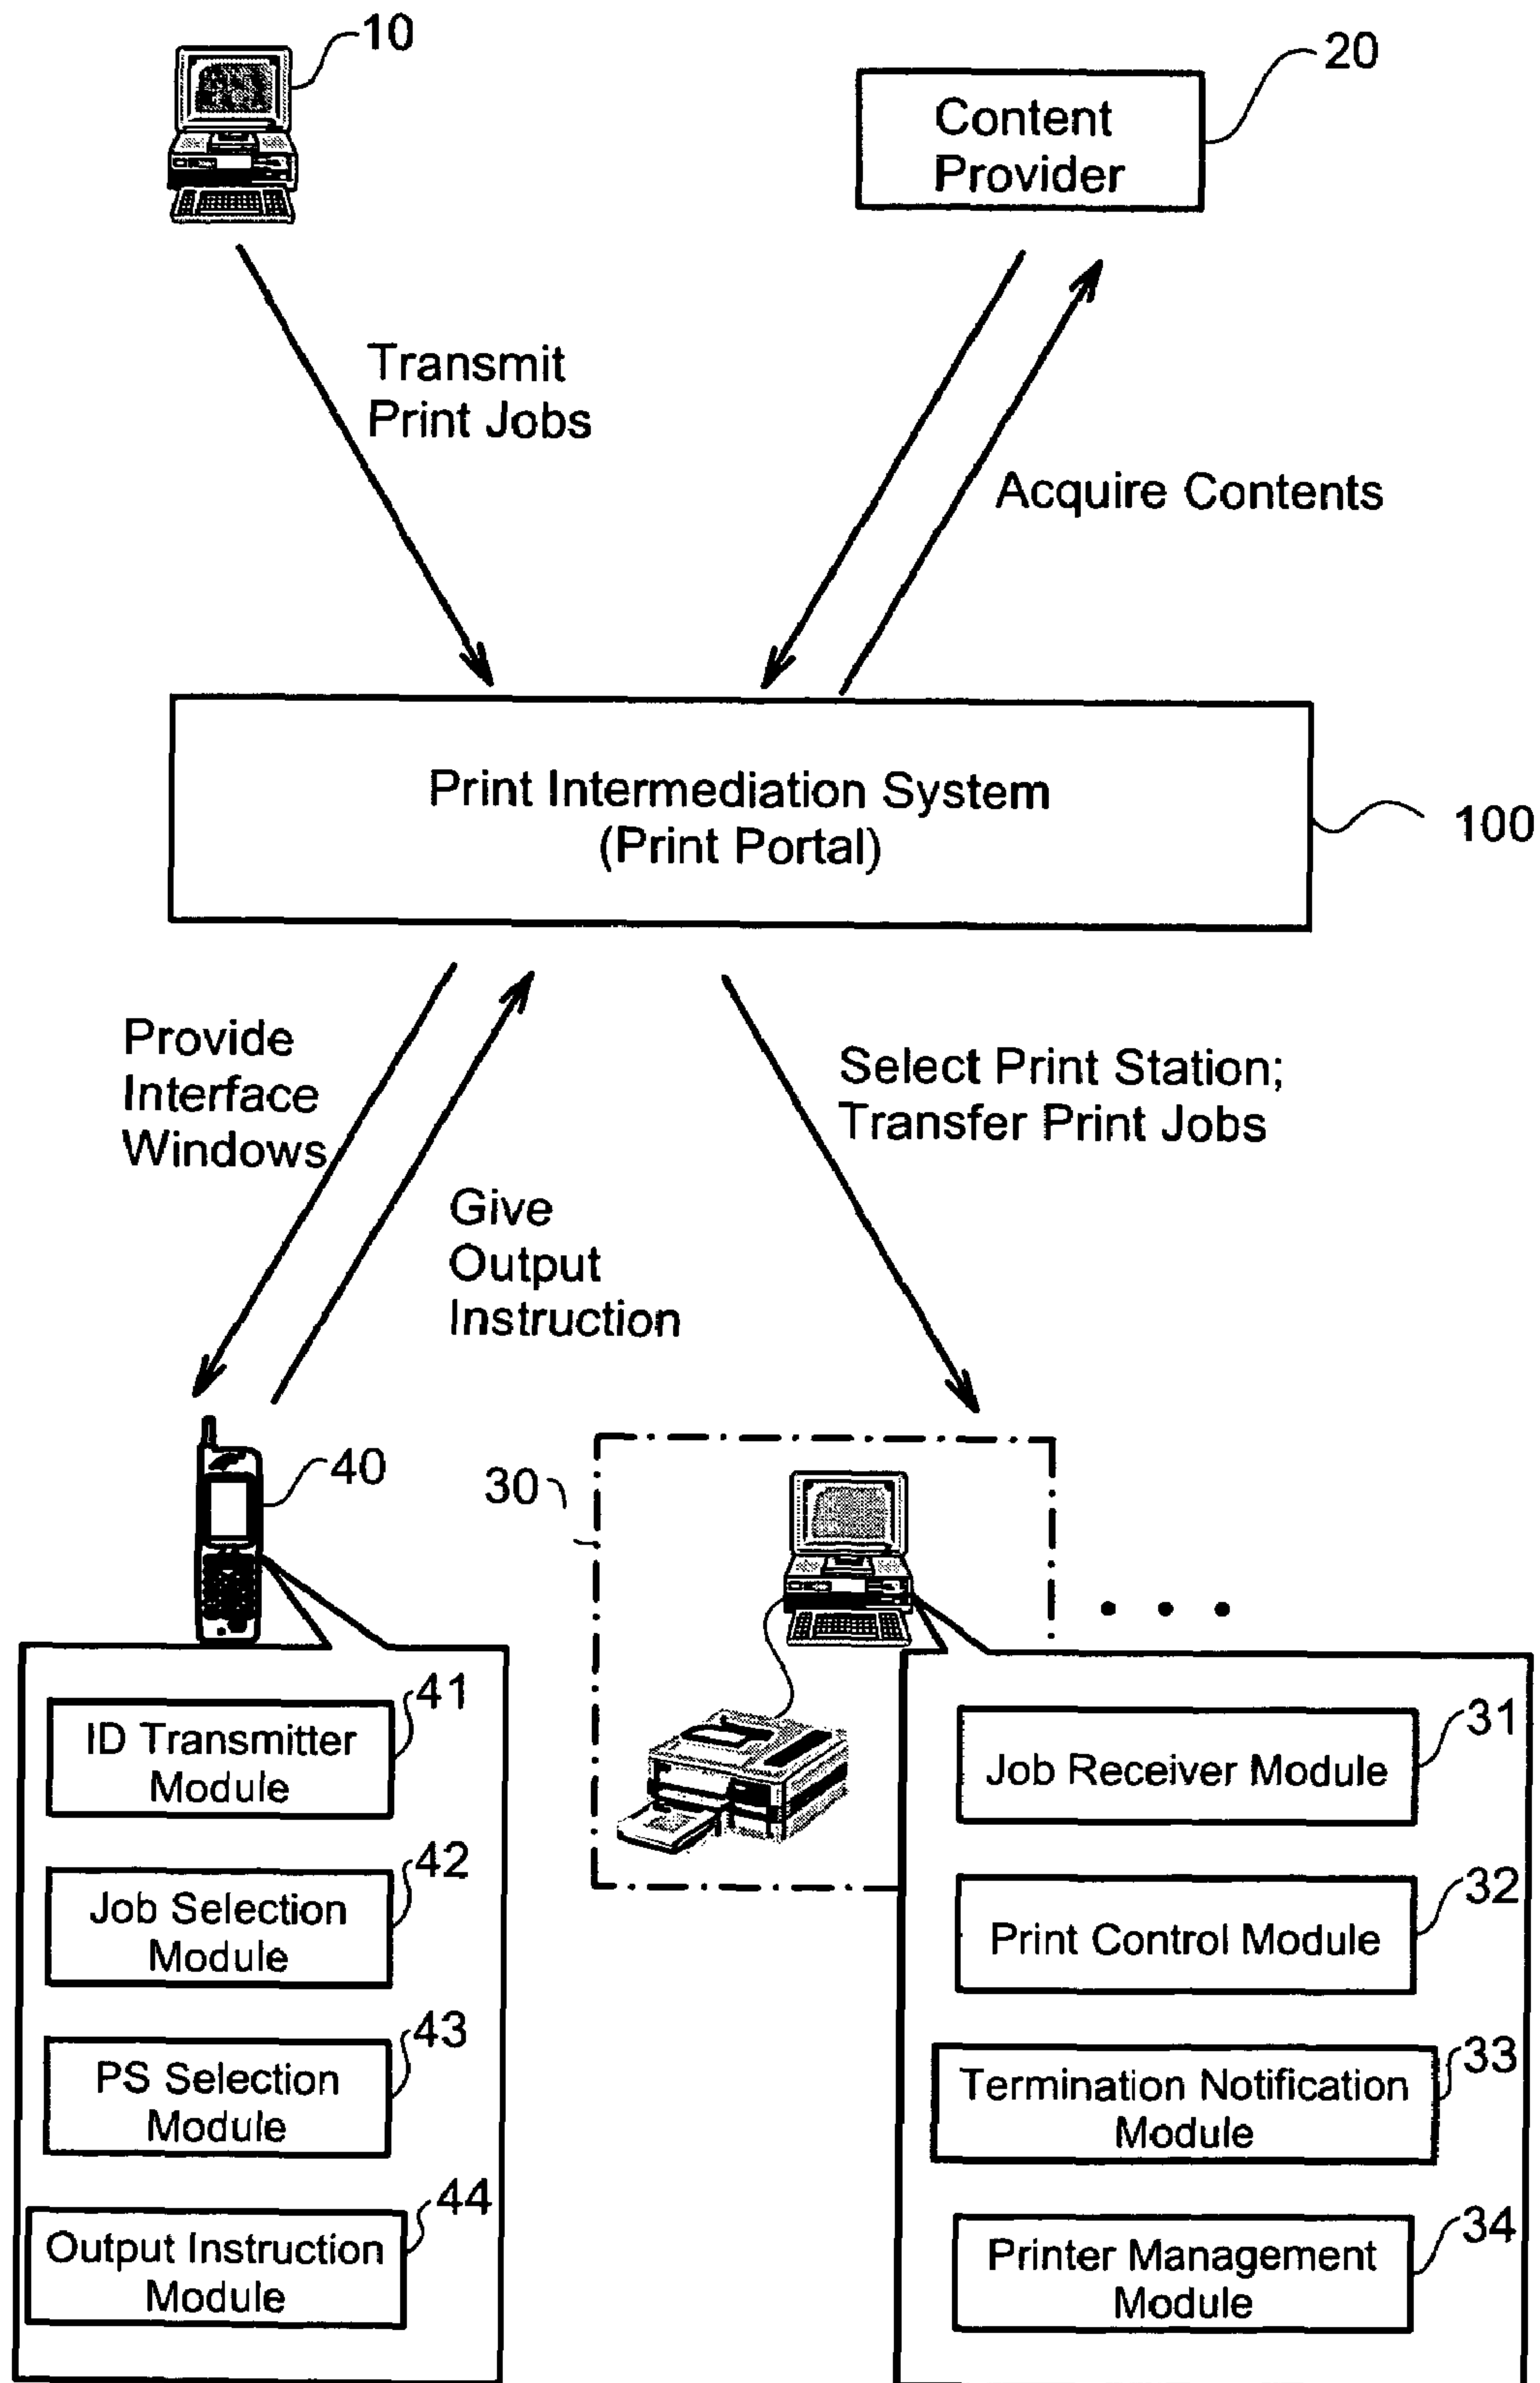 10
20
Content
Provider
Transmit
Print Jobs
Acquire Contents
Print Intermediation System
(Print Portal)
100
Provide
Interface
Windows
Select Print Station;
Transfer Print Jobs
Give
Output
Instruction
40
30
41
ID Transmitter
Module
42
Job Selection
Module
43
PS Selection
Module
44
Output Instruction
Module
31
Job Receiver Module
32
Print Control Module
33
Termination Notification
Module
34
Printer Management
Module